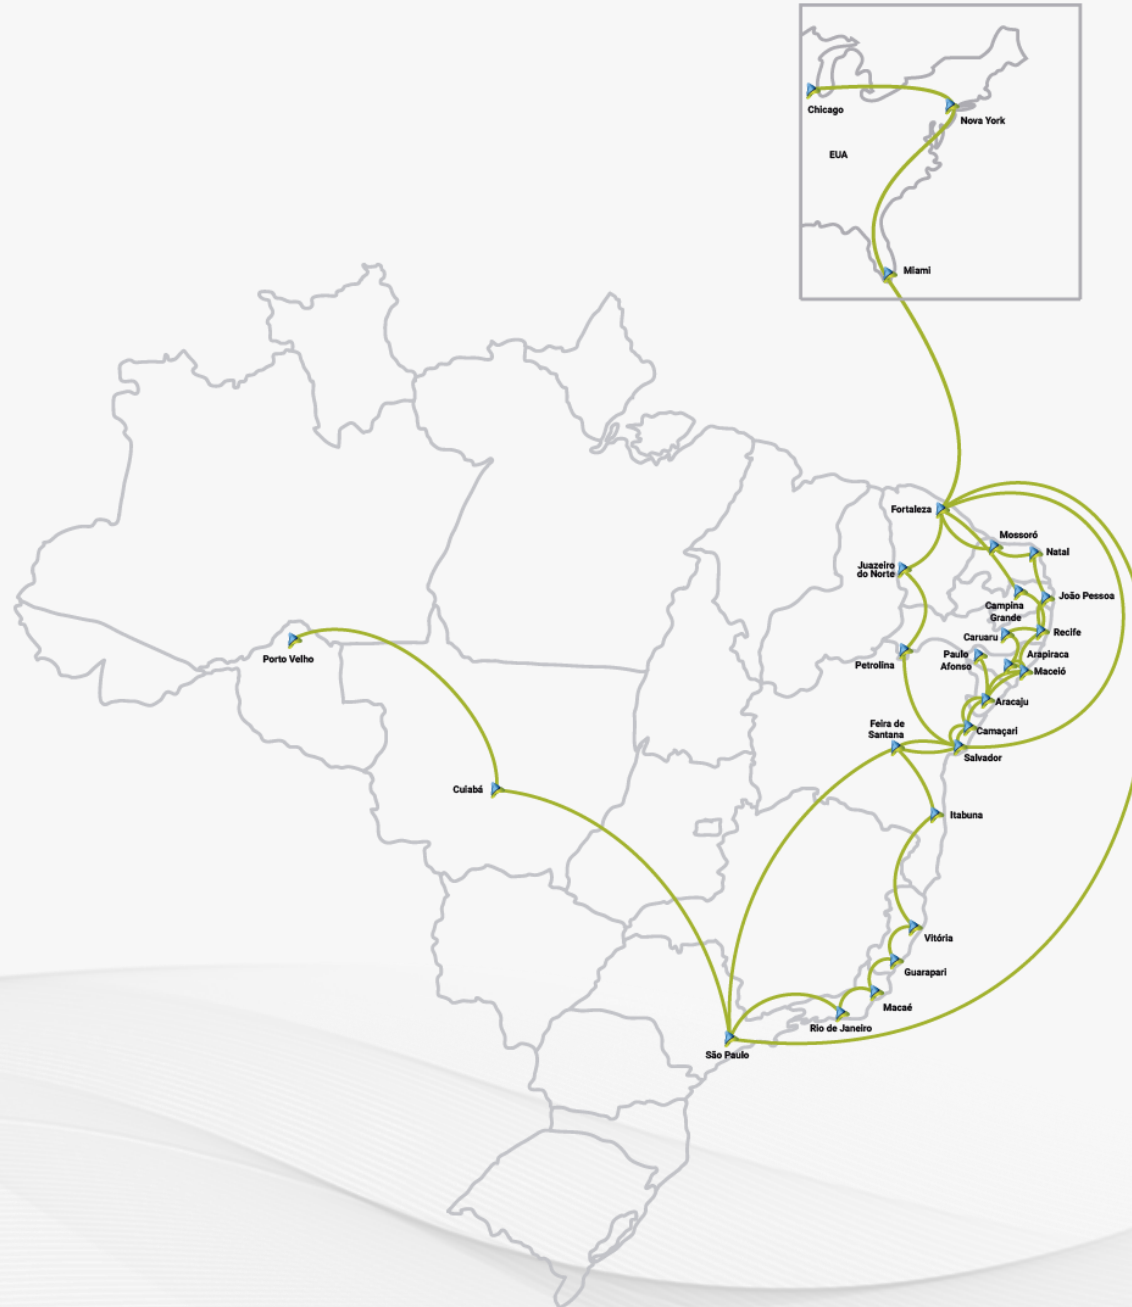 Chicago
Nova York
EUA
Miami
Fortaleza
Mossoró
Natal
Juazeiro
do Norte
Campina
Grande
João Pessoa
Caruaru
Recife
Paulo
Afonso
Arapiraca
Maceió
Porto Velho
Petrolina
Aracaju
Feira de
Santana
Camaçari
Salvador
Cuiabá
Itabuna
Vitória
Guarapari
Macaé
Rio de Janeiro
São Paulo